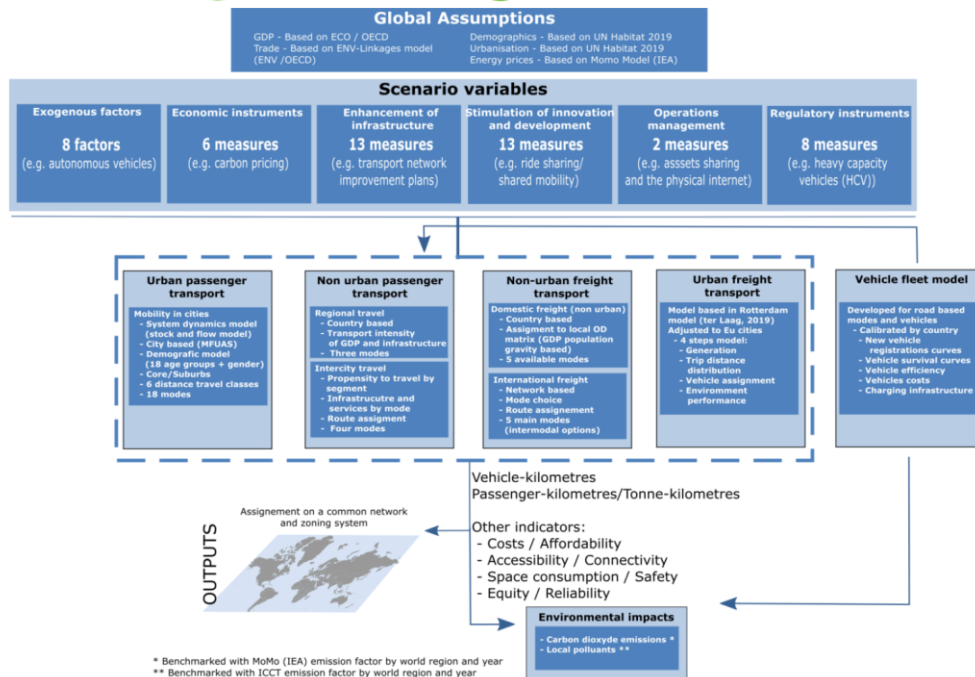 Global Assumptions
GDP - Based on ECO / OECD
Trade - Based on ENV-Linkages model
(ENV /OECD)
Demographics - Based on UN Habitat 2019
Urbanisation - Based on UN Habitat 2019
Energy prices - Based on Momo Model (IEA)
Scenario variables
Exogenous factors
8 factors
(e.g. autonomous vehicles)
Economic instruments
6 measures
(e.g. carbon pricing)
Enhancement of
infrastructure
13 measures
(e.g. transport network
improvement plans)
Stimulation of innovation
and development
13 measures
(e.g. ride sharing/
shared mobility)
Operations
management
2 measures
(e.g. asssets sharing
and the physical internet)
Regulatory instruments
8 measures
(e.g. heavy capacity
vehicles (HCV))
Urban passenger
transport
Mobility in cities
- System dynamics model
(stock and flow model)
- City based (MFUAS)
- Demografic model
(18 age groups + gender)
- Core/Suburbs
- 6 distance travel classes
- 18 modes
Non urban passenger
transport
Regional travel
- Country based
- Transport intensity
of GDP and infrastructure
- Three modes
Intercity travel
- Propensity to travel by
segment
- Infrastrucutre and
services by mode
- Route assigment
- Four modes
Non-urban freight
transport
Domestic freight (non urban)
- Country based
- Assigment to local OD
matrix (GDP population
gravity based)
- 5 available modes
International freight
- Network based
- Mode choice
- Route assignement
- 5 main modes
(intermodal options)
Urban freight
transport
Model based in Rotterdam
model (ter Laag, 2019)
Adjusted to Eu cities
- 4 steps model:
- Generation
- Trip distance
distribution
- Vehicle assignment
- Enviromment
performance
Vehicle fleet model
Developed for road based
modes and vehicles
- Calibrated by country
- New vehicle
registrations curves
- Vehicle survival curves
- Vehicle efficiency
- Vehicles costs
- Charging infrastructure
Vehicle-kilometres
Passenger-kilometres/Tonne-kilometres
Other indicators:
- Costs / Affordability
- Accessibility / Connectivity
- Space consumption / Safety
- Equity / Reliability
OUTPUTS
Assignement on a common network
and zoning system
Environmental impacts
- Carbon dioxyde emissions *
- Local polluants **
* Benchmarked with MoMo (IEA) emission factor by world region and year
** Benchmarked with ICCT emission factor by world region and year